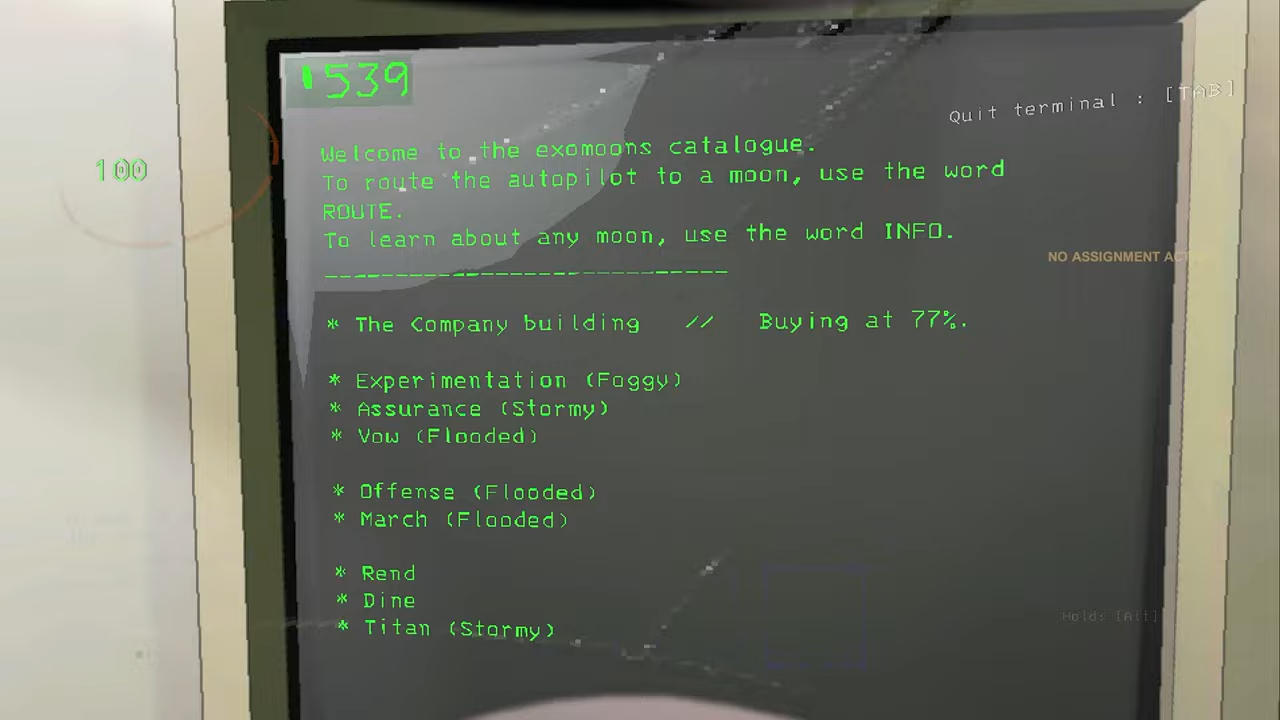 ▮539
Quit terminal : [TAB]
Welcome to the exomoons catalogue.
To route the autopilot to a moon, use the word
ROUTE.
To learn about any moon, use the word INFO.
----------------------------
100
NO ASSIGNMENT
* The Company building // Buying at 77%.
* Experimentation (Foggy)
* Assurance (Stormy)
* Vow (Flooded)
* Offense (Flooded)
* March (Flooded)
* Rend
* Dine
* Titan (Stormy)
Hold: [Alt]